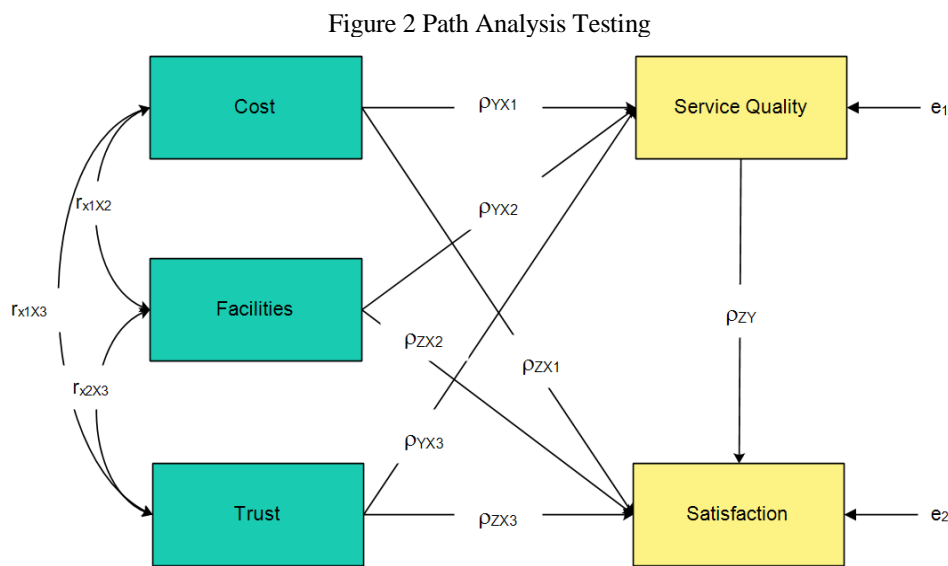 Figure 2 Path Analysis Testing
Cost
ρYX1
Service Quality
e1
rx1X2
ρYX2
Facilities
rx1X3
ρZX2
ρZX1
ρZY
rx2X3
ρYX3
Trust
ρZX3
Satisfaction
e2